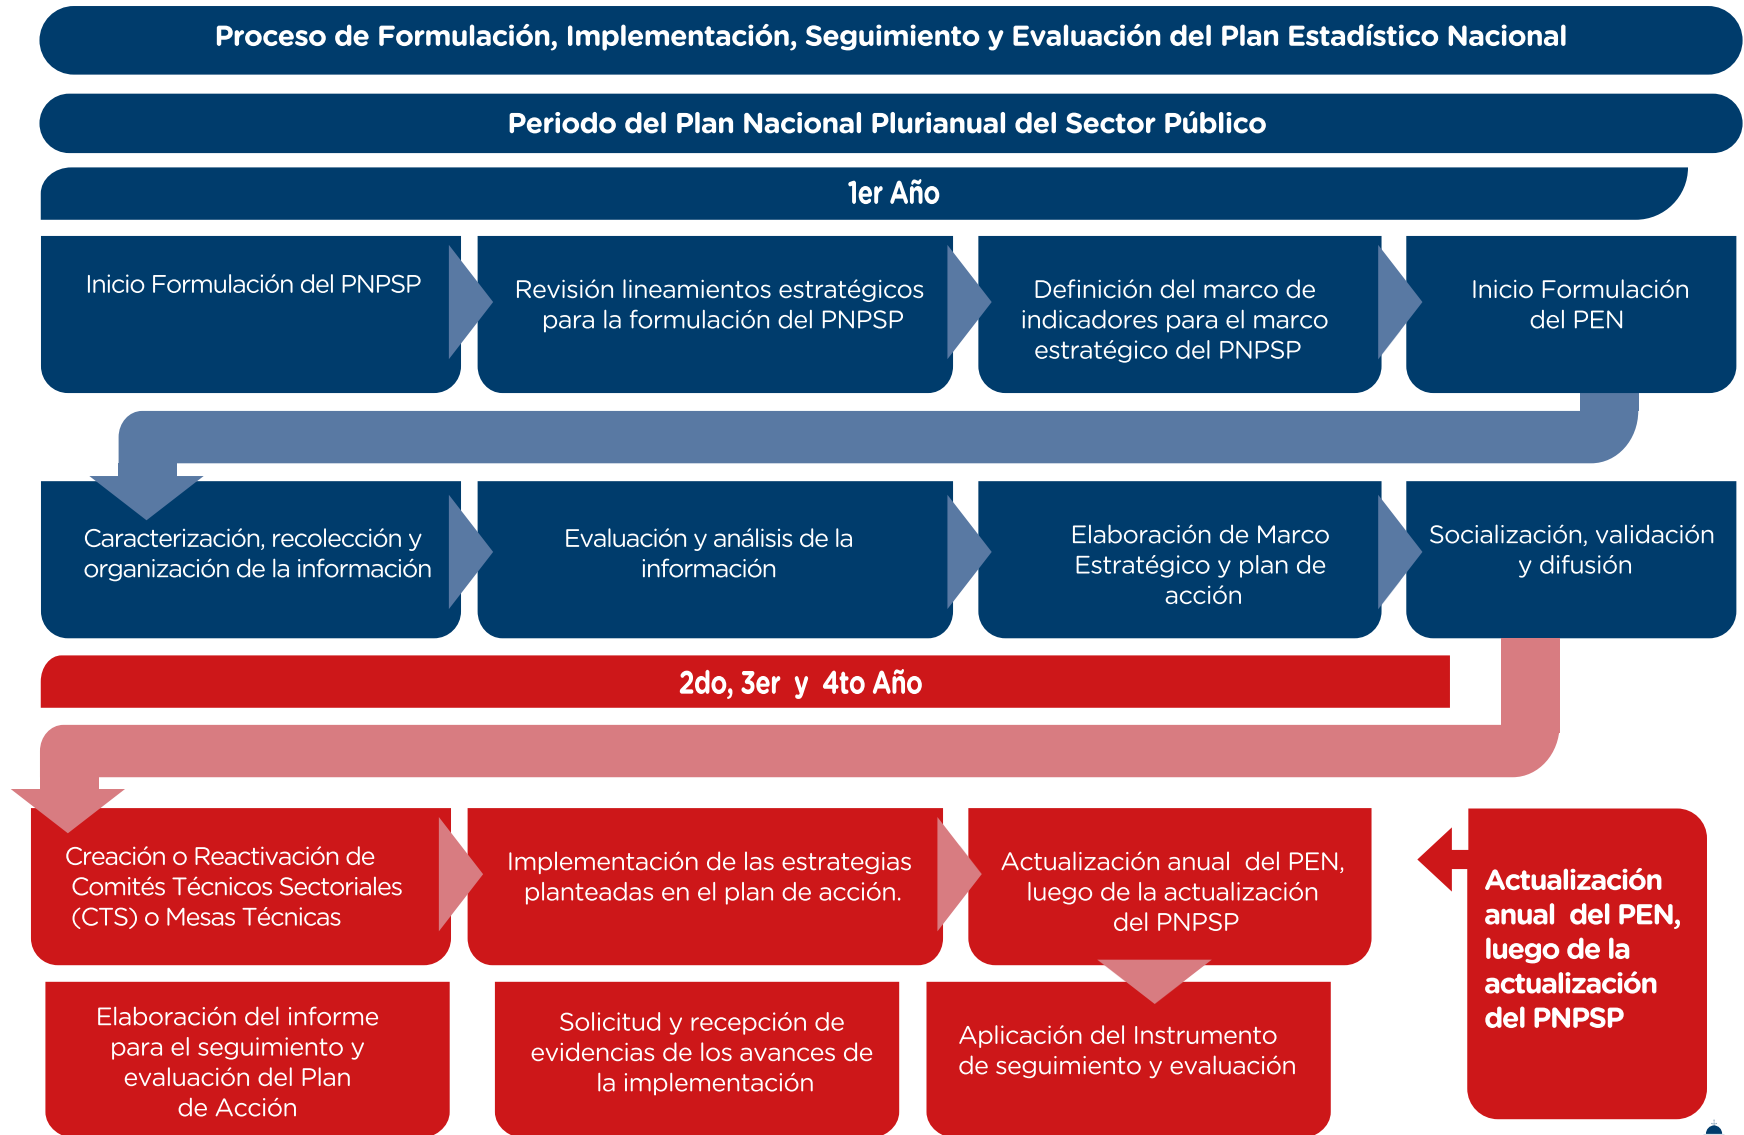 Proceso de Formulación, Implementación, Seguimiento y Evaluación del Plan Estadístico Nacional
Periodo del Plan Nacional Plurianual del Sector Público
1er Año
Inicio Formulación del PNPSP
Revisión lineamientos estratégicos
para la formulación del PNPSP
Definición del marco de
indicadores para el marco
estratégico del PNPSP
Inicio Formulación
del PEN
Caracterización, recolección y
organización de la información
Evaluación y análisis de la
información
Elaboración de Marco
Estratégico y plan de
acción
Socialización, validación
y difusión
2do, 3er y 4to Año
Creación o Reactivación de
Comités Técnicos Sectoriales
(CTS) o Mesas Técnicas
Implementación de las estrategias
planteadas en el plan de acción.
Actualización anual del PEN,
luego de la actualización
del PNPSP
Actualización
anual del PEN,
luego de la
actualización
del PNPSP
Elaboración del informe
para el seguimiento y
evaluación del Plan
de Acción
Solicitud y recepción de
evidencias de los avances de
la implementación
Aplicación del Instrumento
de seguimiento y evaluación